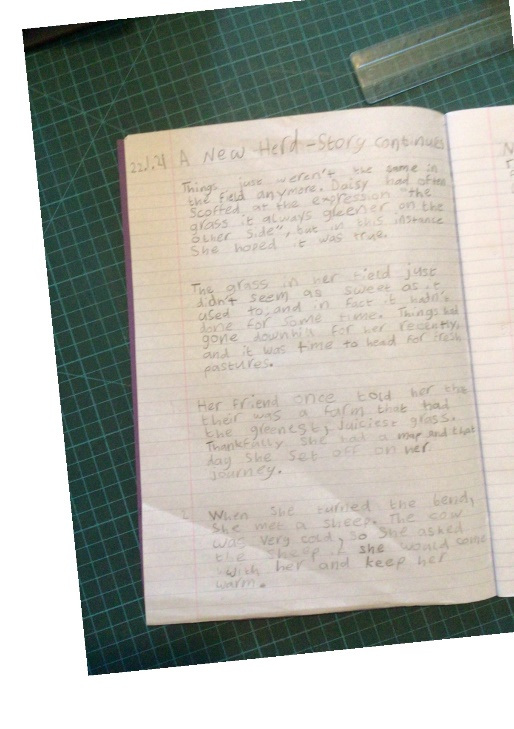 22.1.21 A New Herd - Story continues
Things just weren't the same in
the field anymore. Daisy had often
scoffed at the expression "the
grass it always gleener on the
other side", but in this instance
She hoped it was true.
The grass in her field just
didn't seem as sweet as it
used to, and in fact it hadn't
done for some time. Things had
gone downhill for her recently,
and it was time to head for fresh
pastures.
Her friend once told her that
their was a farm that had
the greenest, juiciest grass.
Thankfully she had a map and that
day she set off on her
journey.
When she turned the bend,
She met a sheep. The cow
was very cold, so she asked
the sheep if she would come
with her and keep her
warm.